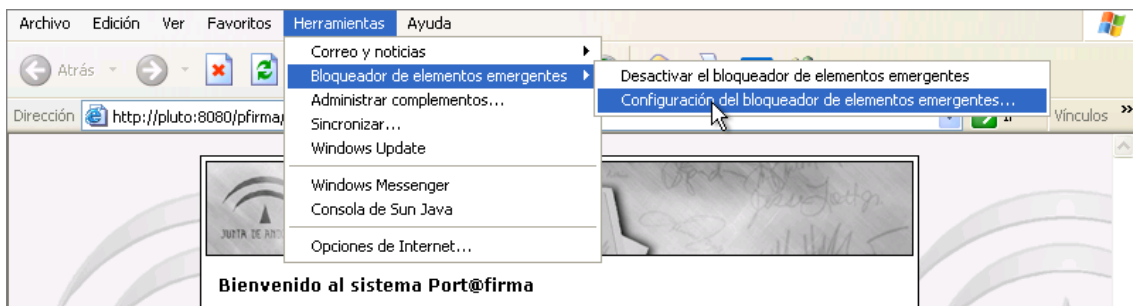 Archivo Edición Ver Favoritos Herramientas Ayuda
Atrás
Correo y noticias
Bloqueador de elementos emergentes
Desactivar el bloqueador de elementos emergentes
Administrar complementos...
Configuración del bloqueador de elementos emergentes...
Dirección http://pluto:8080/pfirma/
Vínculos »
Sincronizar...
Windows Update
Windows Messenger
Consola de Sun Java
JUNTA DE
Opciones de Internet...
Bienvenido al sistema Port@firma